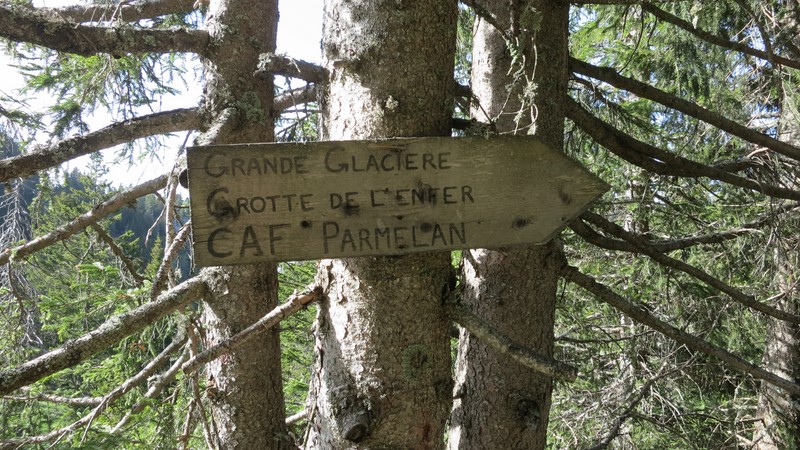 GRANDE GLACIERE
GROTTE DE L'ENFER
CAF PARMELAN